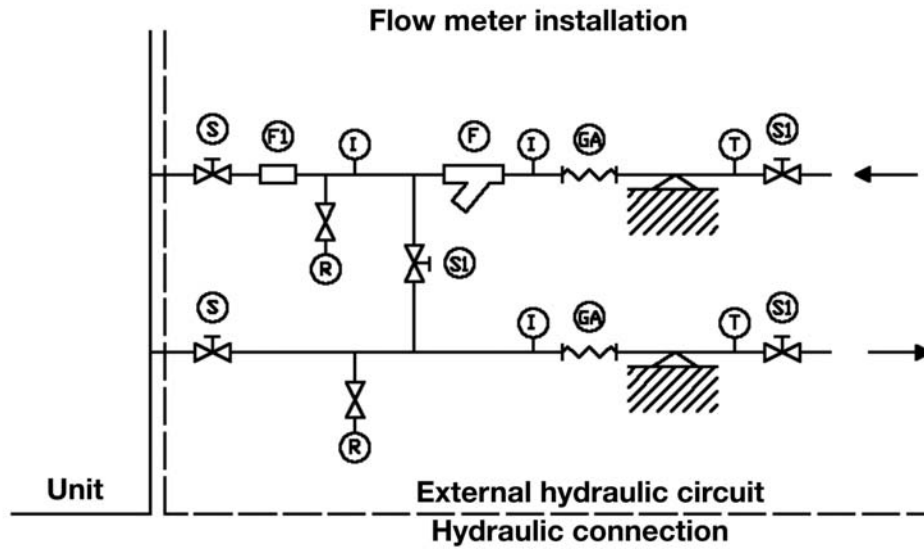 Flow meter installation
S F1 I F I GA T S1
R S1
S I GA T S1
R
Unit
External hydraulic circuit
Hydraulic connection